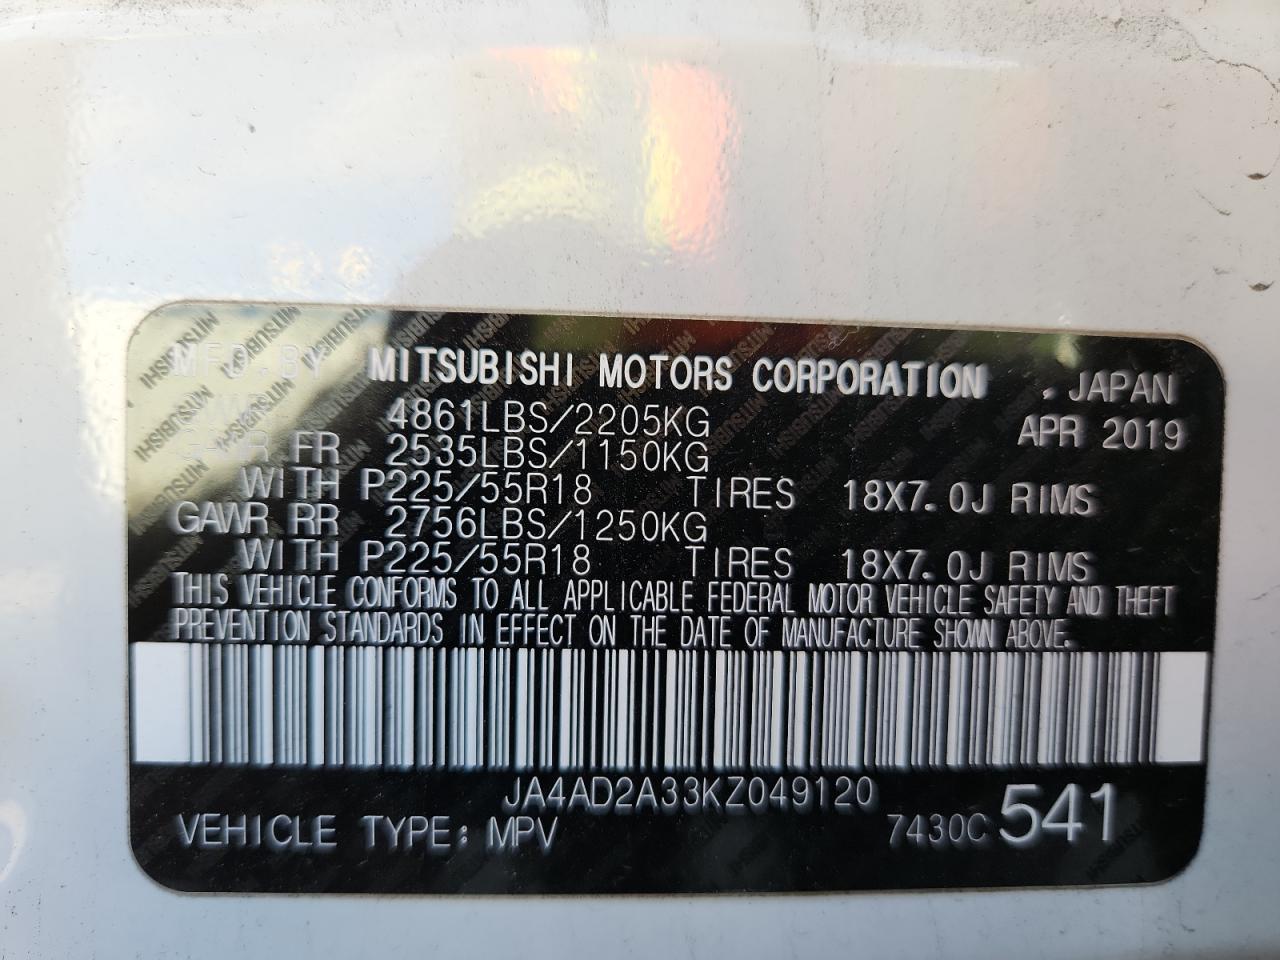 MFD. BY MITSUBISHI MOTORS CORPORATION . JAPAN
GVWR 4861LBS/2205KG APR 2019
GAWR FR 2535LBS/1150KG
WITH P225/55R18 TIRES 18X7.0J RIMS
GAWR RR 2756LBS/1250KG
WITH P225/55R18 TIRES 18X7.0J RIMS
THIS VEHICLE CONFORMS TO ALL APPLICABLE FEDERAL MOTOR VEHICLE SAFETY AND THEFT
PREVENTION STANDARDS IN EFFECT ON THE DATE OF MANUFACTURE SHOWN ABOVE.
JA4AD2A33KZ049120
VEHICLE TYPE: MPV 7430C 541